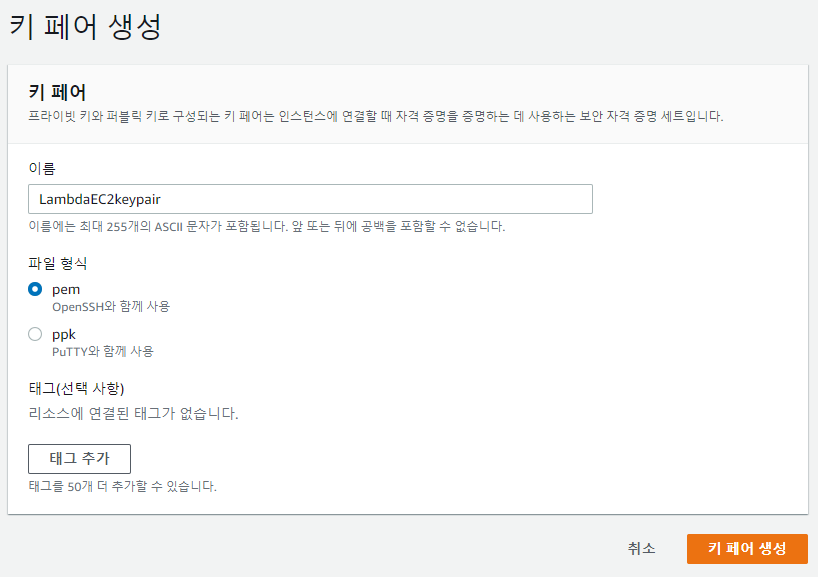 키 페어 생성
키 페어
프라이빗 키와 퍼블릭 키로 구성되는 키 페어는 인스턴스에 연결할 때 자격 증명을 증명하는 데 사용하는 보안 자격 증명 세트입니다.
이름
LambdaEC2keypair
이름에는 최대 255개의 ASCII 문자가 포함됩니다. 앞 또는 뒤에 공백을 포함할 수 없습니다.
파일 형식
pem
OpenSSH와 함께 사용
ppk
PuTTY와 함께 사용
태그(선택 사항)
리소스에 연결된 태그가 없습니다.
태그 추가
태그를 50개 더 추가할 수 있습니다.
취소 키 페어 생성